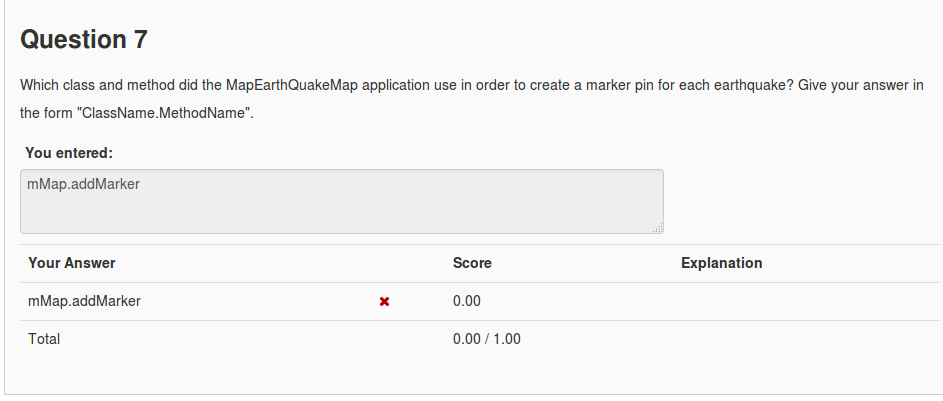 Question 7
Which class and method did the MapEarthQuakeMap application use in order to create a marker pin for each earthquake? Give your answer in
the form "ClassName.MethodName".
You entered:
mMap.addMarker
Your Answer Score Explanation
mMap.addMarker ✖ 0.00
Total 0.00 / 1.00